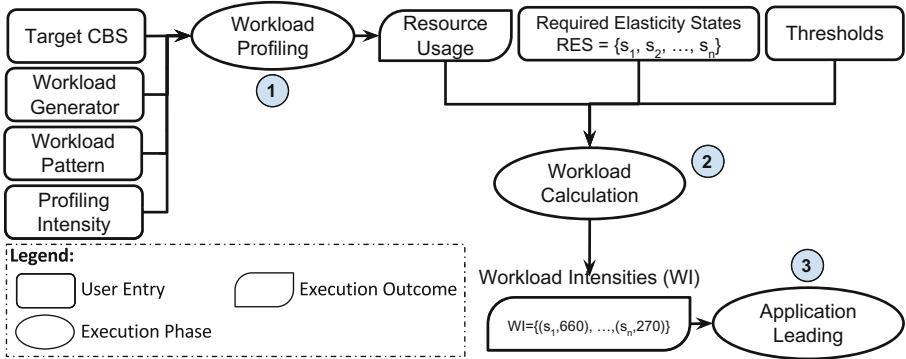 Target CBS
Workload
Generator
Workload
Pattern
Profiling
Intensity
Workload
Profiling
1
Resource
Usage
Required Elasticity States
RES = {s1, s2, …, sn}
Thresholds
Workload
Calculation
2
Workload Intensities (WI)
WI={(s1,660), …,(sn,270)}
3
Application
Leading
Legend:
User Entry
Execution Outcome
Execution Phase